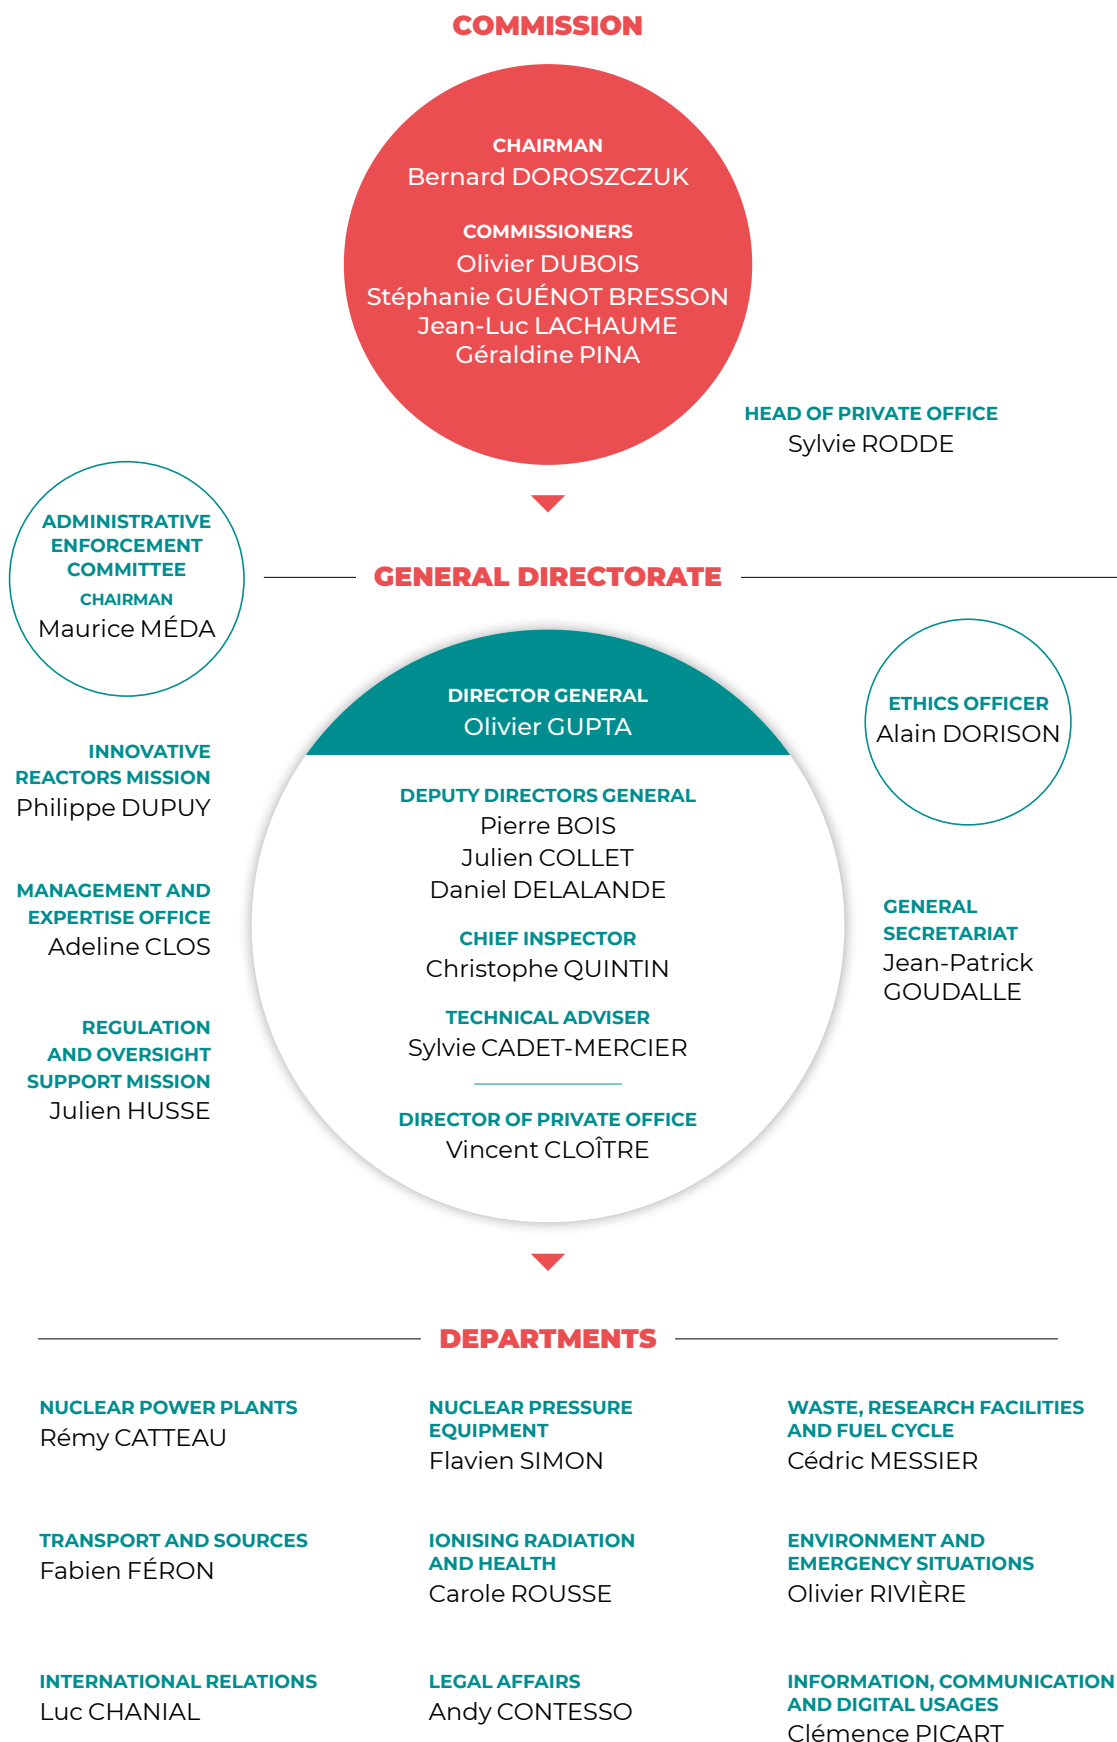 COMMISSION
CHAIRMAN
Bernard DOROSZCZUK
COMMISSIONERS
Olivier DUBOIS
Stéphanie GUÉNOT BRESSON
Jean-Luc LACHAUME
Géraldine PINA
HEAD OF PRIVATE OFFICE
Sylvie RODDE
ADMINISTRATIVE
ENFORCEMENT
COMMITTEE
CHAIRMAN
Maurice MÉDA
GENERAL DIRECTORATE
DIRECTOR GENERAL
Olivier GUPTA
DEPUTY DIRECTORS GENERAL
Pierre BOIS
Julien COLLET
Daniel DELALANDE
CHIEF INSPECTOR
Christophe QUINTIN
TECHNICAL ADVISER
Sylvie CADET-MERCIER
DIRECTOR OF PRIVATE OFFICE
Vincent CLOÎTRE
ETHICS OFFICER
Alain DORISON
INNOVATIVE
REACTORS MISSION
Philippe DUPUY
MANAGEMENT AND
EXPERTISE OFFICE
Adeline CLOS
REGULATION
AND OVERSIGHT
SUPPORT MISSION
Julien HUSSE
GENERAL
SECRETARIAT
Jean-Patrick
GOUDALLE
DEPARTMENTS
NUCLEAR POWER PLANTS
Rémy CATTEAU
NUCLEAR PRESSURE
EQUIPMENT
Flavien SIMON
WASTE, RESEARCH FACILITIES
AND FUEL CYCLE
Cédric MESSIER
TRANSPORT AND SOURCES
Fabien FÉRON
IONISING RADIATION
AND HEALTH
Carole ROUSSE
ENVIRONMENT AND
EMERGENCY SITUATIONS
Olivier RIVIÈRE
INTERNATIONAL RELATIONS
Luc CHANIAL
LEGAL AFFAIRS
Andy CONTESSO
INFORMATION, COMMUNICATION
AND DIGITAL USAGES
Clémence PICART